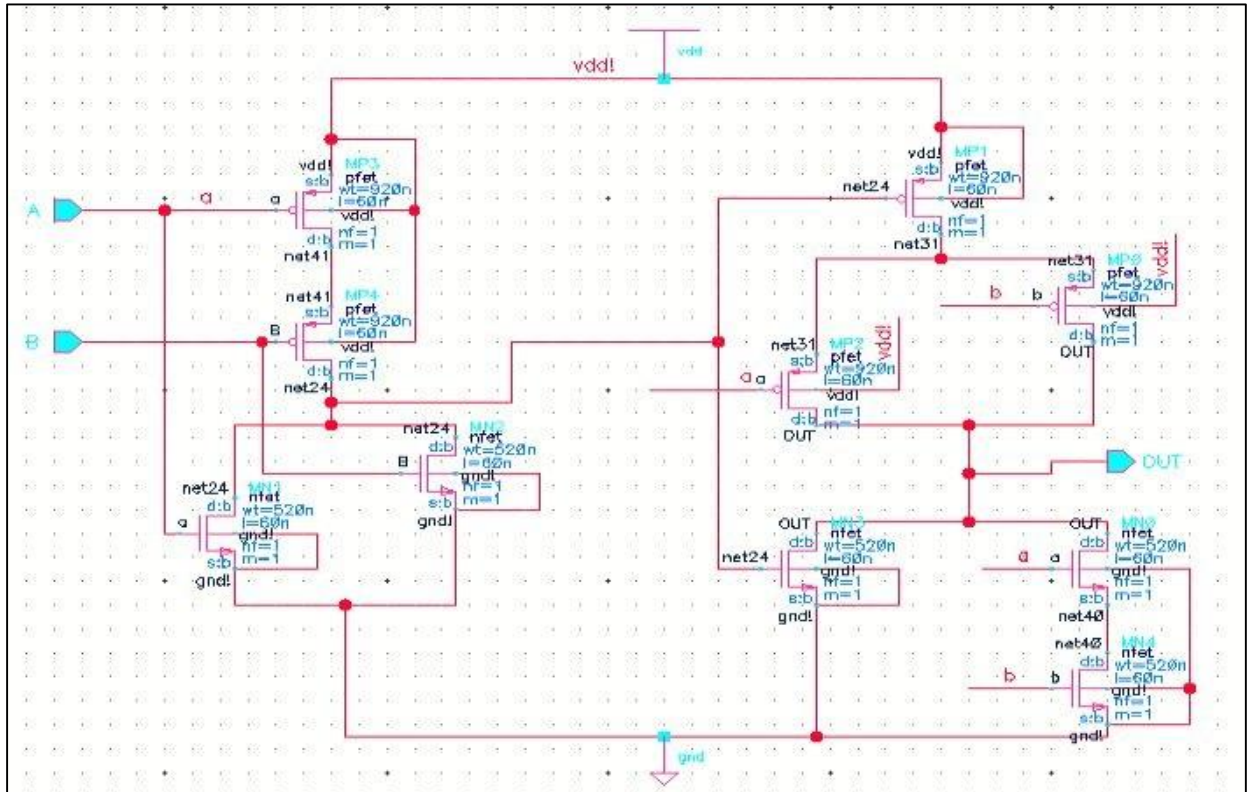 vdd
vdd!
vdd!
MP3
pfet
s:b
wt=920n
A
a
a
l=60n
vdd!
d:b
nf=1
m=1
net41
net41
MP4
pfet
s:b
wt=920n
B
B
l=60n
vdd!
d:b
nf=1
m=1
net24
net24
MN2
nfet
d:b
wt=520n
B
l=60n
gnd!
nf=1
s:b
m=1
gnd!
net24
MN1
nfet
d:b
wt=520n
a
l=60n
gnd!
nf=1
s:b
m=1
gnd!
vdd!
MP1
pfet
net24
s:b
wt=920n
l=60n
vdd!
d:b
nf=1
m=1
net31
net31
MP0
pfet
vdd!
s:b
wt=920n
b
b
l=60n
vdd!
d:b
nf=1
m=1
OUT
net31
MP2
pfet
vdd!
s:b
wt=920n
a
a
l=60n
vdd!
d:b
nf=1
m=1
OUT
OUT
OUT
MN3
nfet
d:b
wt=520n
net24
l=60n
gnd!
nf=1
s:b
m=1
gnd!
OUT
MN0
nfet
d:b
wt=520n
a
a
l=60n
gnd!
nf=1
s:b
m=1
net40
net40
MN4
nfet
d:b
wt=520n
b
b
l=60n
gnd!
nf=1
s:b
m=1
gnd!
gnd